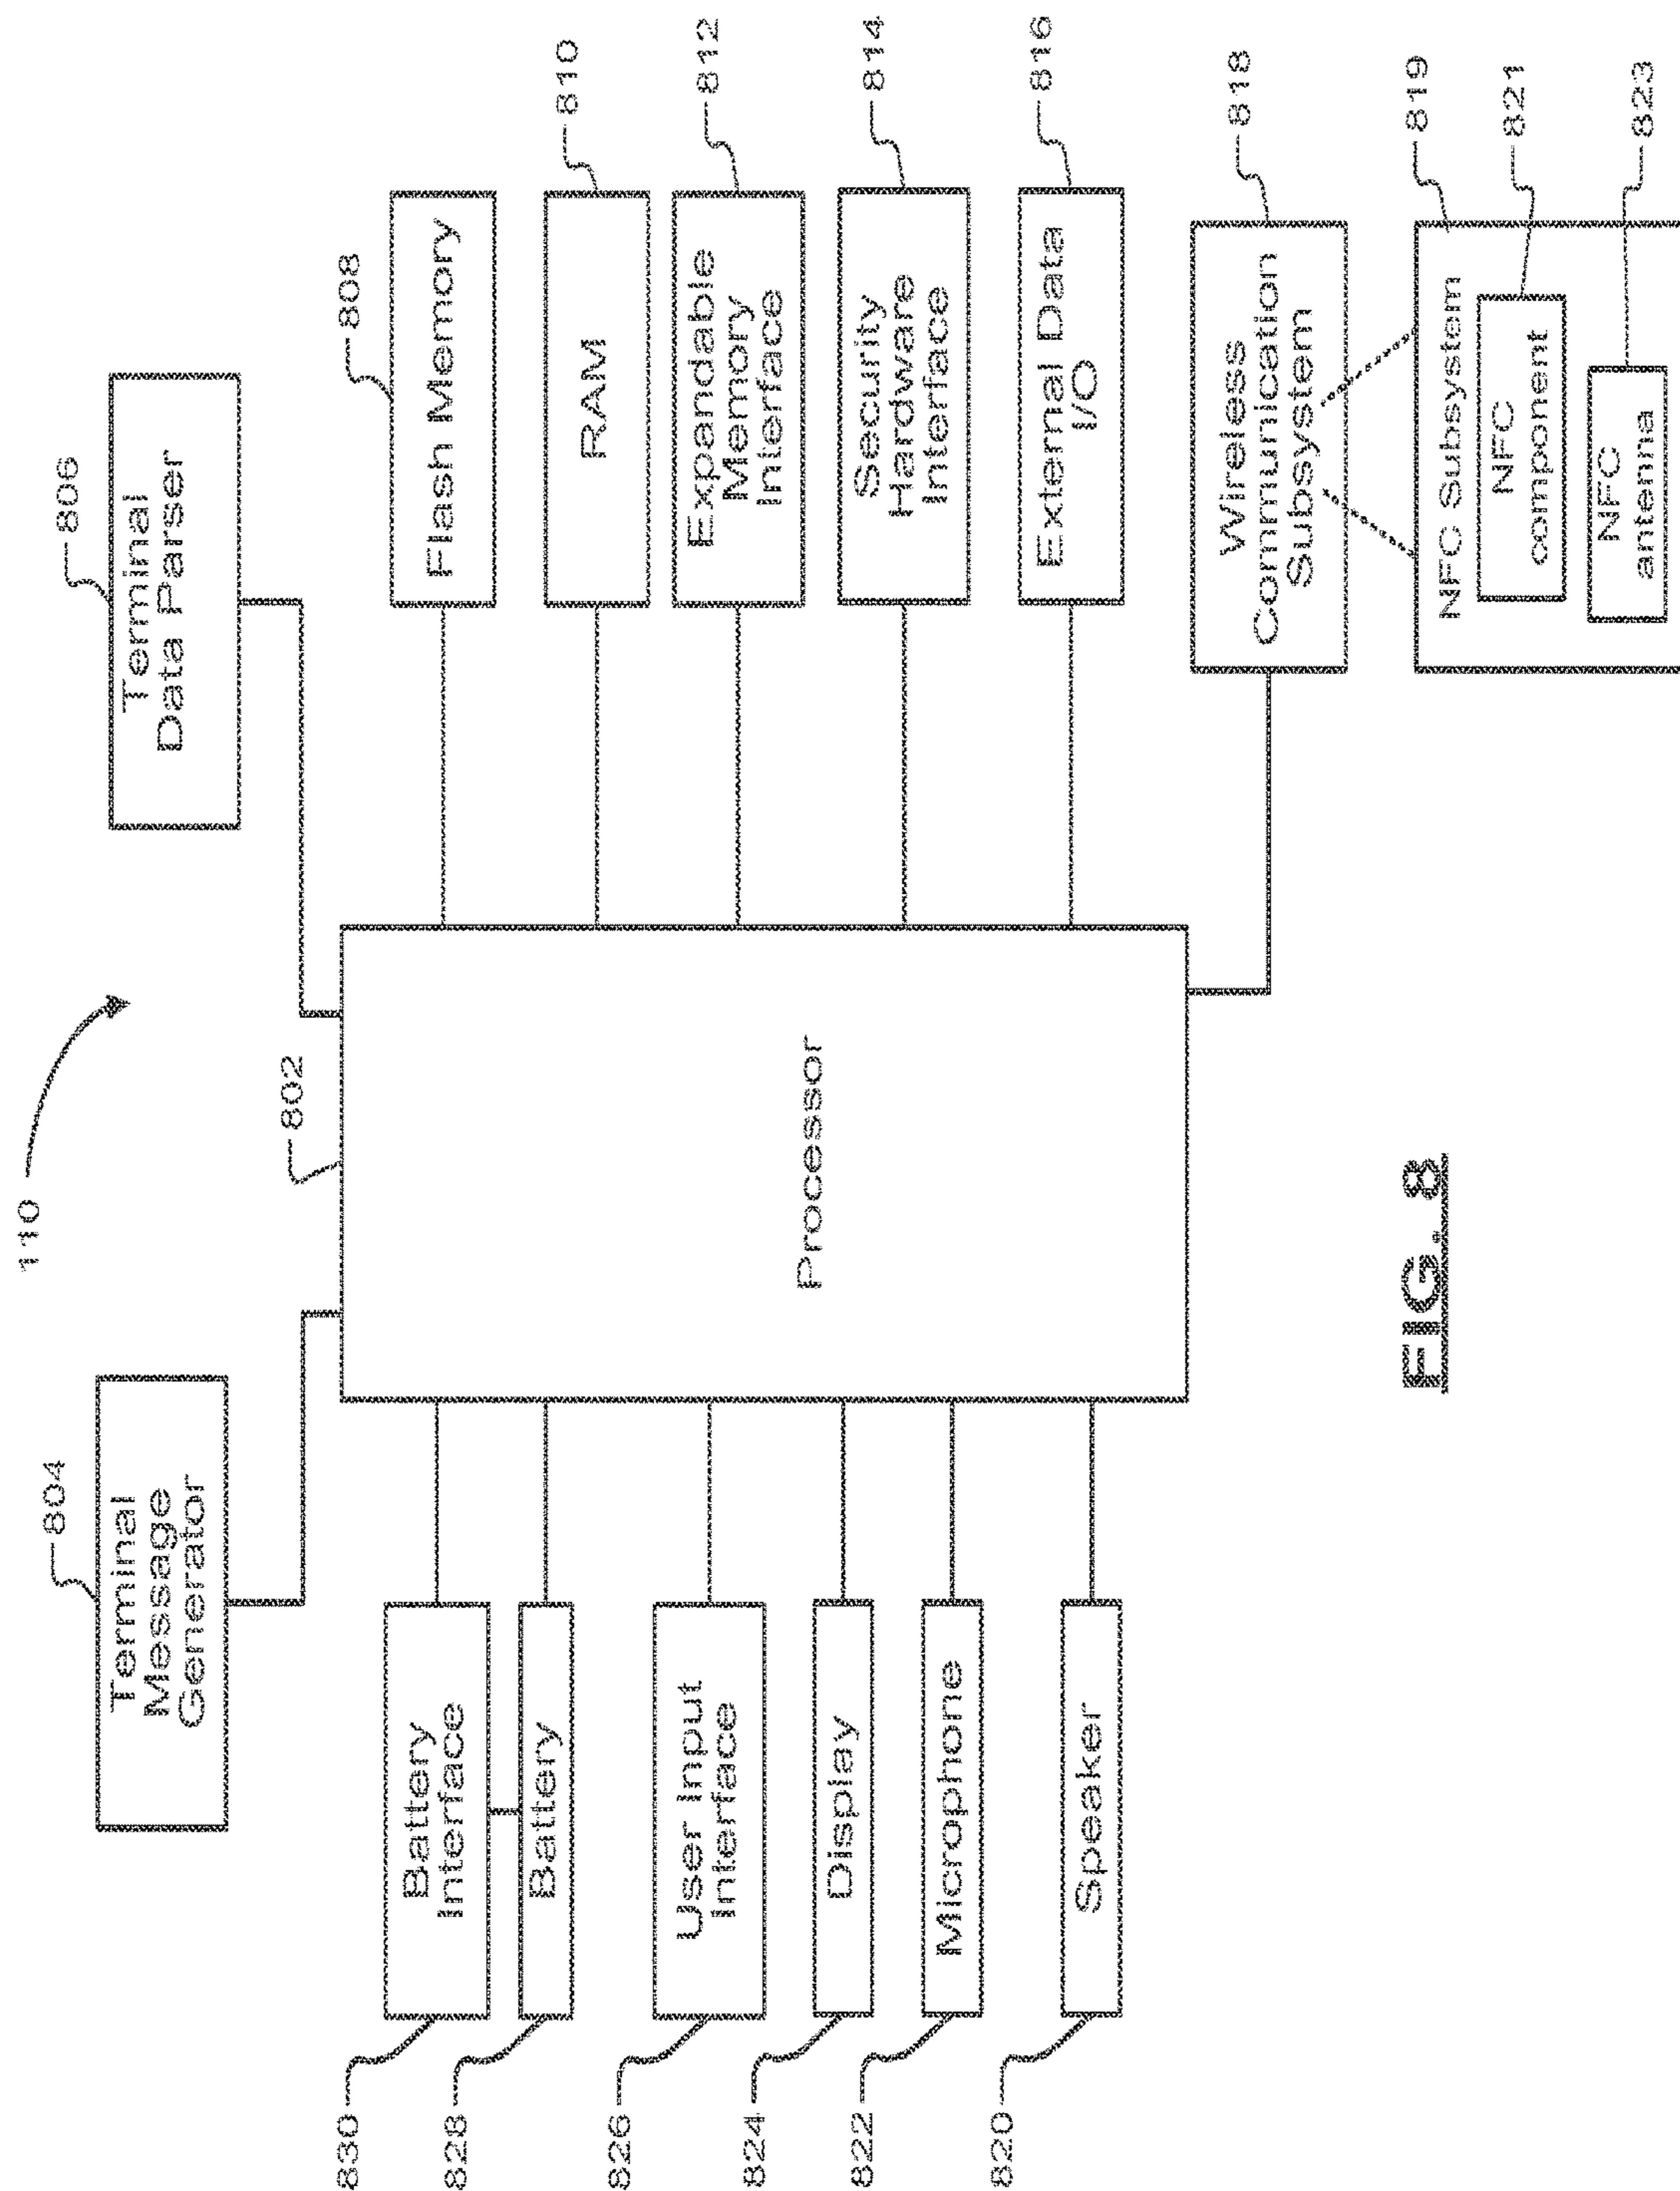 110
804
Terminal
Message
Generator
806
Terminal
Data Parser
802
Processor
830
Battery
Interface
828
Battery
826
User Input
Interface
824
Display
822
Microphone
820
Speaker
808
Flash Memory
810
RAM
812
Expandable
Memory
Interface
814
Security
Hardware
Interface
816
External Data
I/O
818
Wireless
Communication
Subsystem
819
NFC Subsystem
821
NFC
component
823
NFC
antenna
FIG. 8